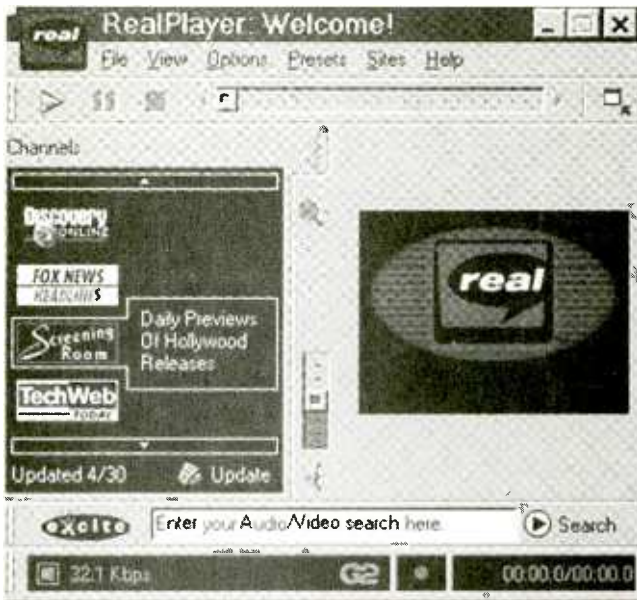 real
RealPlayer: Welcome!
File View Options Presets Sites Help
Channels
Discovery
ONLINE
FOX NEWS
HEADLINES
Screening
Room
Daily Previews
Of Hollywood
Releases
TechWeb
TODAY
Updated 4/30 Update
real
excite Enter your Audio/Video search here. Search
32.1 Kbps G2 00:00.0/00:00.0